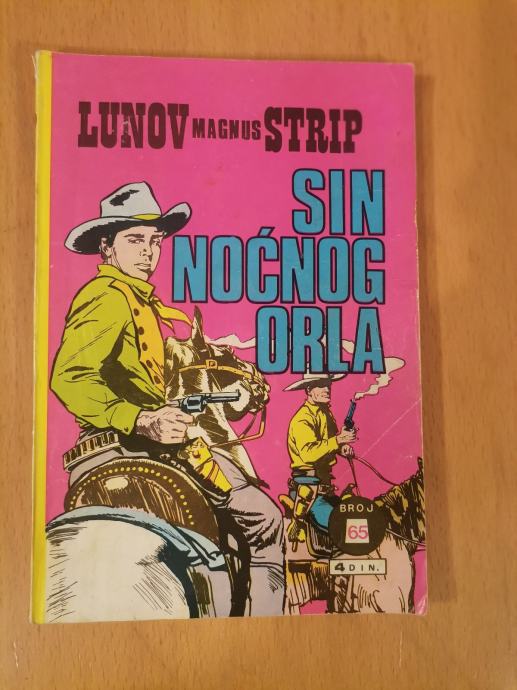 LUNOV MAGNUS STRIP
SIN
NOĆNOG
ORLA
BROJ
65
4 DIN.